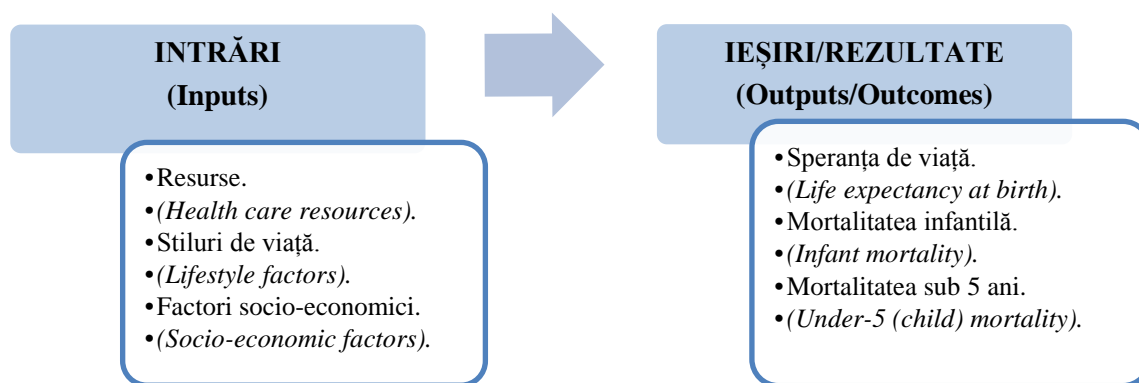 INTRĂRI
(Inputs)
•Resurse.
•(Health care resources).
•Stiluri de viață.
•(Lifestyle factors).
•Factori socio-economici.
•(Socio-economic factors).
IEȘIRI/REZULTATE
(Outputs/Outcomes)
•Speranța de viață.
•(Life expectancy at birth).
•Mortalitatea infantilă.
•(Infant mortality).
•Mortalitatea sub 5 ani.
•(Under-5 (child) mortality).